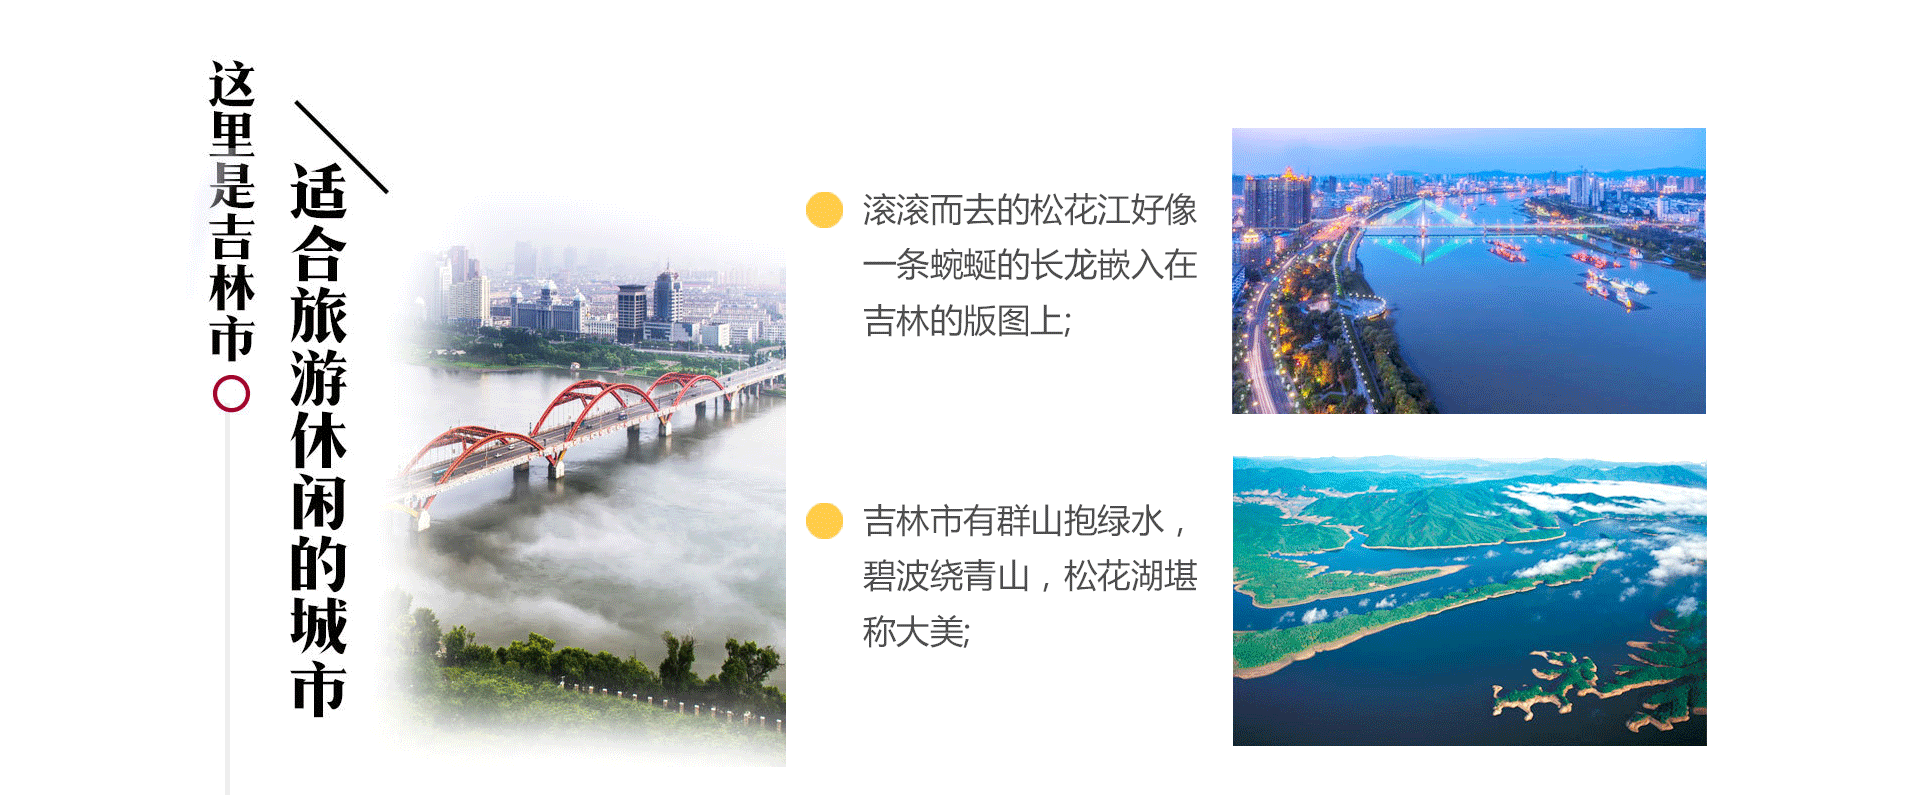 这里是吉林市
适合旅游休闲的城市
滚滚而去的松花江好像
一条蜿蜒的长龙嵌入在
吉林的版图上;
吉林市有群山抱绿水，
碧波绕青山，松花湖堪
称大美;